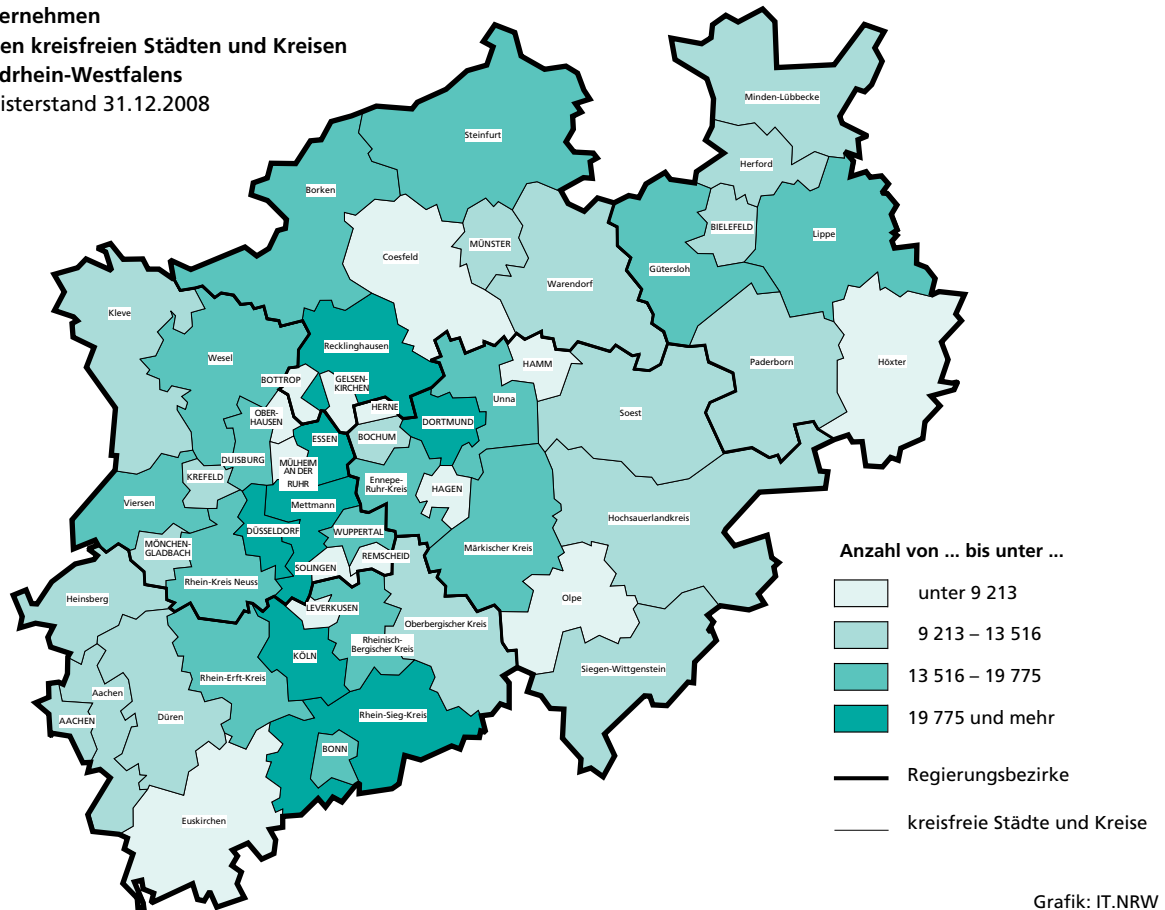 ernehmen
en kreisfreien Städten und Kreisen
drhein-Westfalens
isterstand 31.12.2008
Minden-Lübbecke
Steinfurt
Herford
Borken
BIELEFELD
Lippe
MÜNSTER
Coesfeld
Gütersloh
Warendorf
Kleve
Recklinghausen
Wesel
HAMM
Paderborn
Höxter
BOTTROP
GELSEN-
KIRCHEN
Unna
HERNE
Soest
OBER-
HAUSEN
DORTMUND
ESSEN
BOCHUM
DUISBURG
MÜLHEIM
AN DER
RUHR
KREFELD
Ennepe-
Ruhr-Kreis
HAGEN
Viersen
Mettmann
Hochsauerlandkreis
DÜSSELDORF
WUPPERTAL
MÖNCHEN-
GLADBACH
Märkischer Kreis
REMSCHEID
SOLINGEN
Rhein-Kreis Neuss
Heinsberg
Olpe
LEVERKUSEN
Oberbergischer Kreis
Rheinisch-
Bergischer Kreis
KÖLN
Siegen-Wittgenstein
Rhein-Erft-Kreis
Aachen
AACHEN
Düren
Rhein-Sieg-Kreis
BONN
Euskirchen
Anzahl von ... bis unter ...
unter 9 213
9 213 – 13 516
13 516 – 19 775
19 775 und mehr
Regierungsbezirke
kreisfreie Städte und Kreise
Grafik: IT.NRW